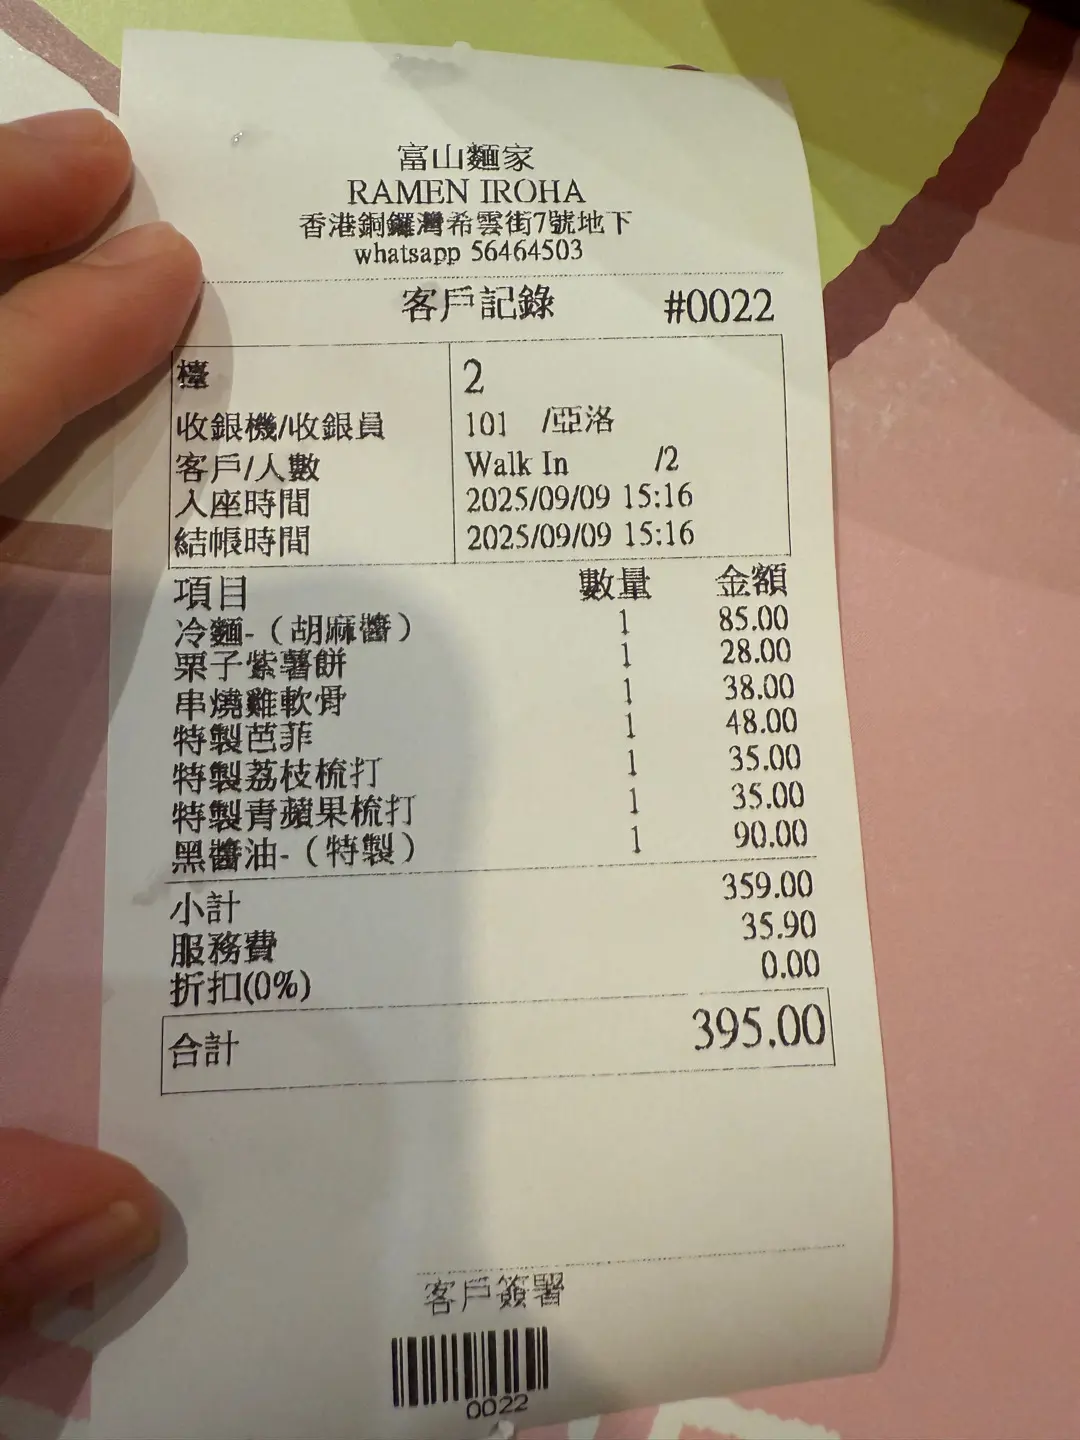 富山麵家
RAMEN IROHA
香港銅鑼灣希雲街7號地下
whatsapp 56464503
客戶記錄 #0022
檯 2
收銀機/收銀員 101 /亞洛
客戶/人數 Walk In /2
入座時間 2025/09/09 15:16
結帳時間 2025/09/09 15:16
項目 數量 金額
冷麵-（胡麻醬） 1 85.00
栗子紫薯餅 1 28.00
串燒雞軟骨 1 38.00
特製芭菲 1 48.00
特製荔枝梳打 1 35.00
特製青蘋果梳打 1 35.00
黑醬油-（特製） 1 90.00
小計 359.00
服務費 35.90
折扣(0%) 0.00
合計 395.00
客戶簽署
0022